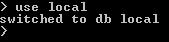 > use local
switched to db local
>